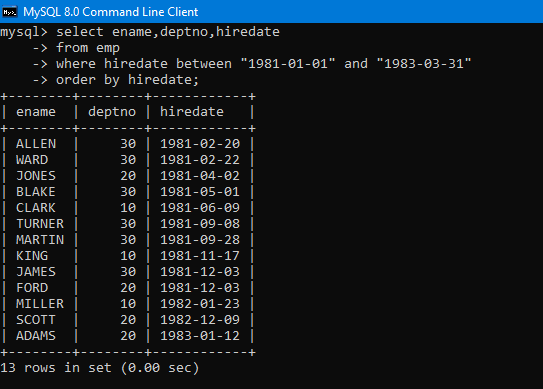 MySQL 8.0 Command Line Client
mysql> select ename,deptno,hiredate
    -> from emp
    -> where hiredate between "1981-01-01" and "1983-03-31"
    -> order by hiredate;
+--------+--------+------------+
| ename  | deptno | hiredate   |
+--------+--------+------------+
| ALLEN  |     30 | 1981-02-20 |
| WARD   |     30 | 1981-02-22 |
| JONES  |     20 | 1981-04-02 |
| BLAKE  |     30 | 1981-05-01 |
| CLARK  |     10 | 1981-06-09 |
| TURNER |     30 | 1981-09-08 |
| MARTIN |     30 | 1981-09-28 |
| KING   |     10 | 1981-11-17 |
| JAMES  |     30 | 1981-12-03 |
| FORD   |     20 | 1981-12-03 |
| MILLER |     10 | 1982-01-23 |
| SCOTT  |     20 | 1982-12-09 |
| ADAMS  |     20 | 1983-01-12 |
+--------+--------+------------+
13 rows in set (0.00 sec)